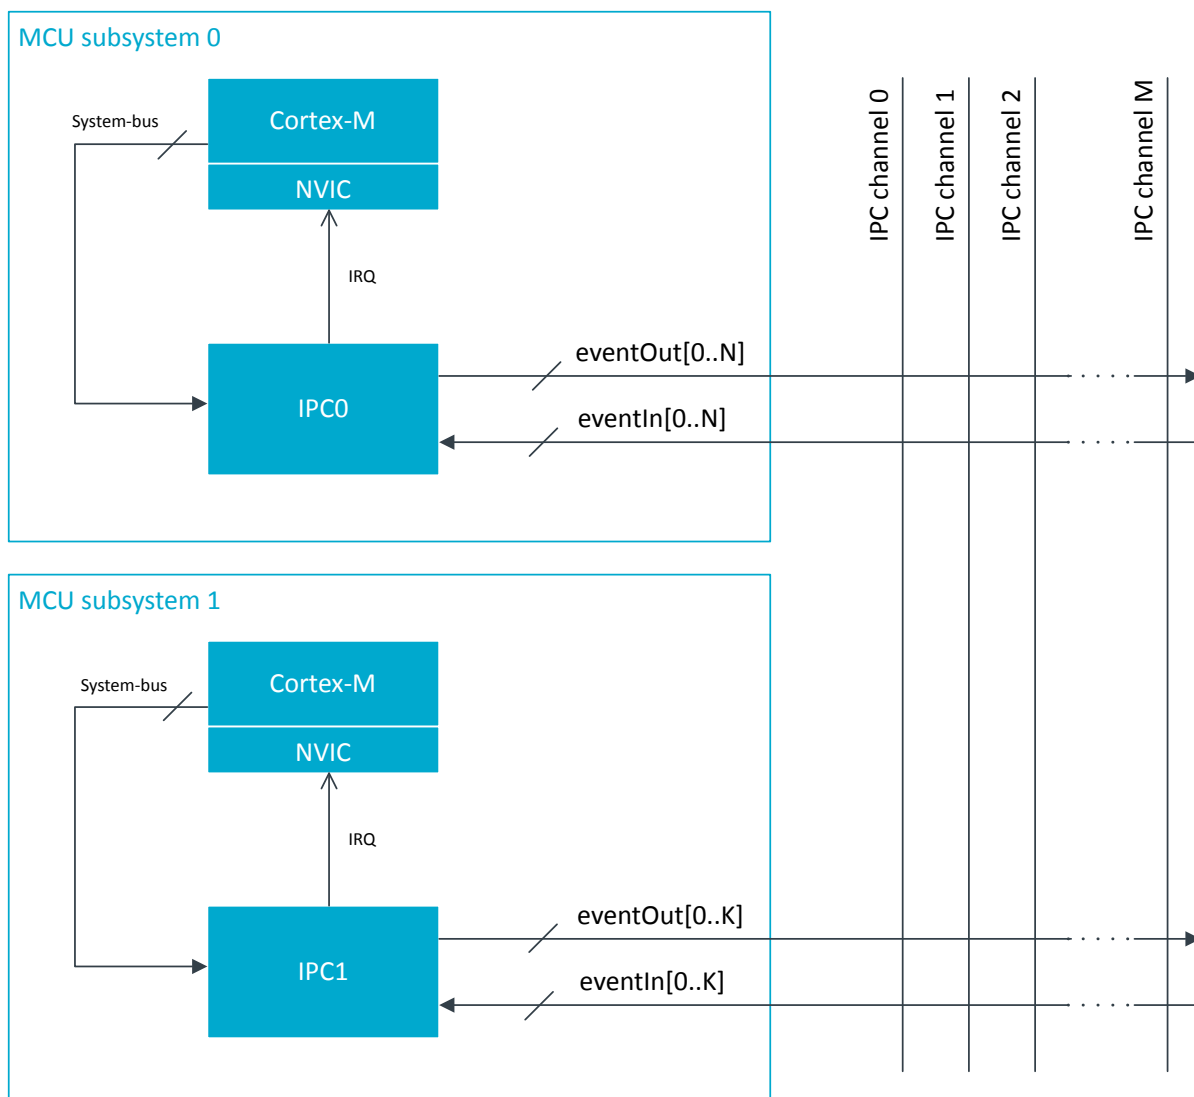 MCU subsystem 0
System-bus
Cortex-M
NVIC
IRQ
IPC0
eventOut[0..N]
eventIn[0..N]
IPC channel 0
IPC channel 1
IPC channel 2
IPC channel M
MCU subsystem 1
System-bus
Cortex-M
NVIC
IRQ
IPC1
eventOut[0..K]
eventIn[0..K]